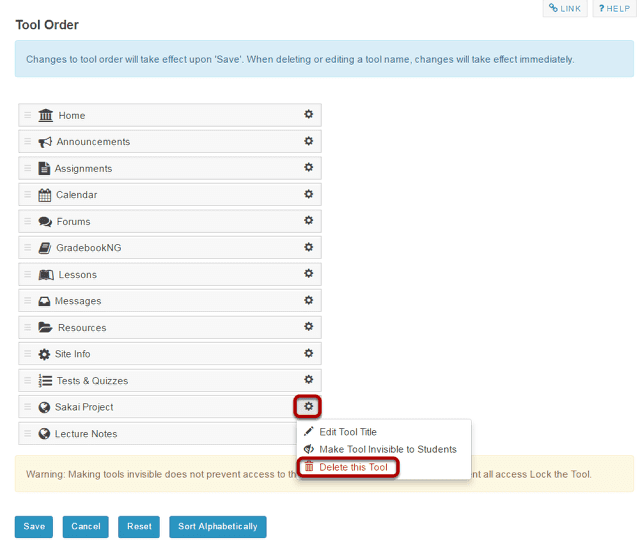 LINK
? HELP
Tool Order
Changes to tool order will take effect upon 'Save'. When deleting or editing a tool name, changes will take effect immediately.
Home
Announcements
Assignments
Calendar
Forums
GradebookNG
Lessons
Messages
Resources
Site Info
Tests & Quizzes
Sakai Project
Lecture Notes
Edit Tool Title
Make Tool Invisible to Students
Delete this Tool
Warning: Making tools invisible does not prevent access to th nt all access Lock the Tool.
Save Cancel Reset Sort Alphabetically